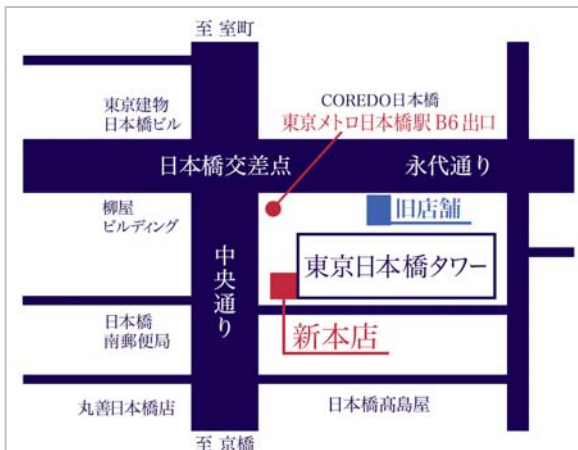 至 室町
東京建物
日本橋ビル
COREDO日本橋
東京メトロ日本橋駅 B6 出口
日本橋交差点
永代通り
柳屋
ビルディング
旧店舗
中央通り
東京日本橋タワー
新本店
日本橋
南郵便局
丸善日本橋店
日本橋髙島屋
至 京橋